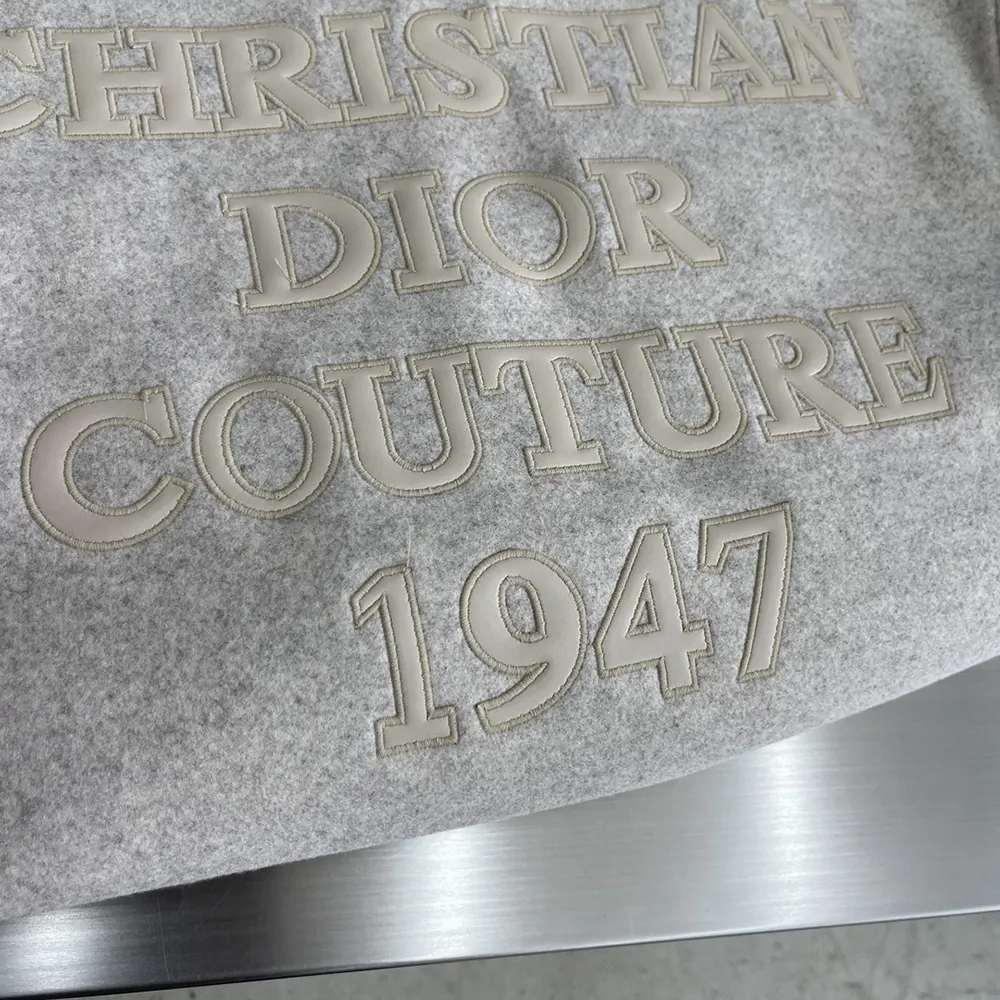 CHRISTIAN
DIOR
COUTURE
1947